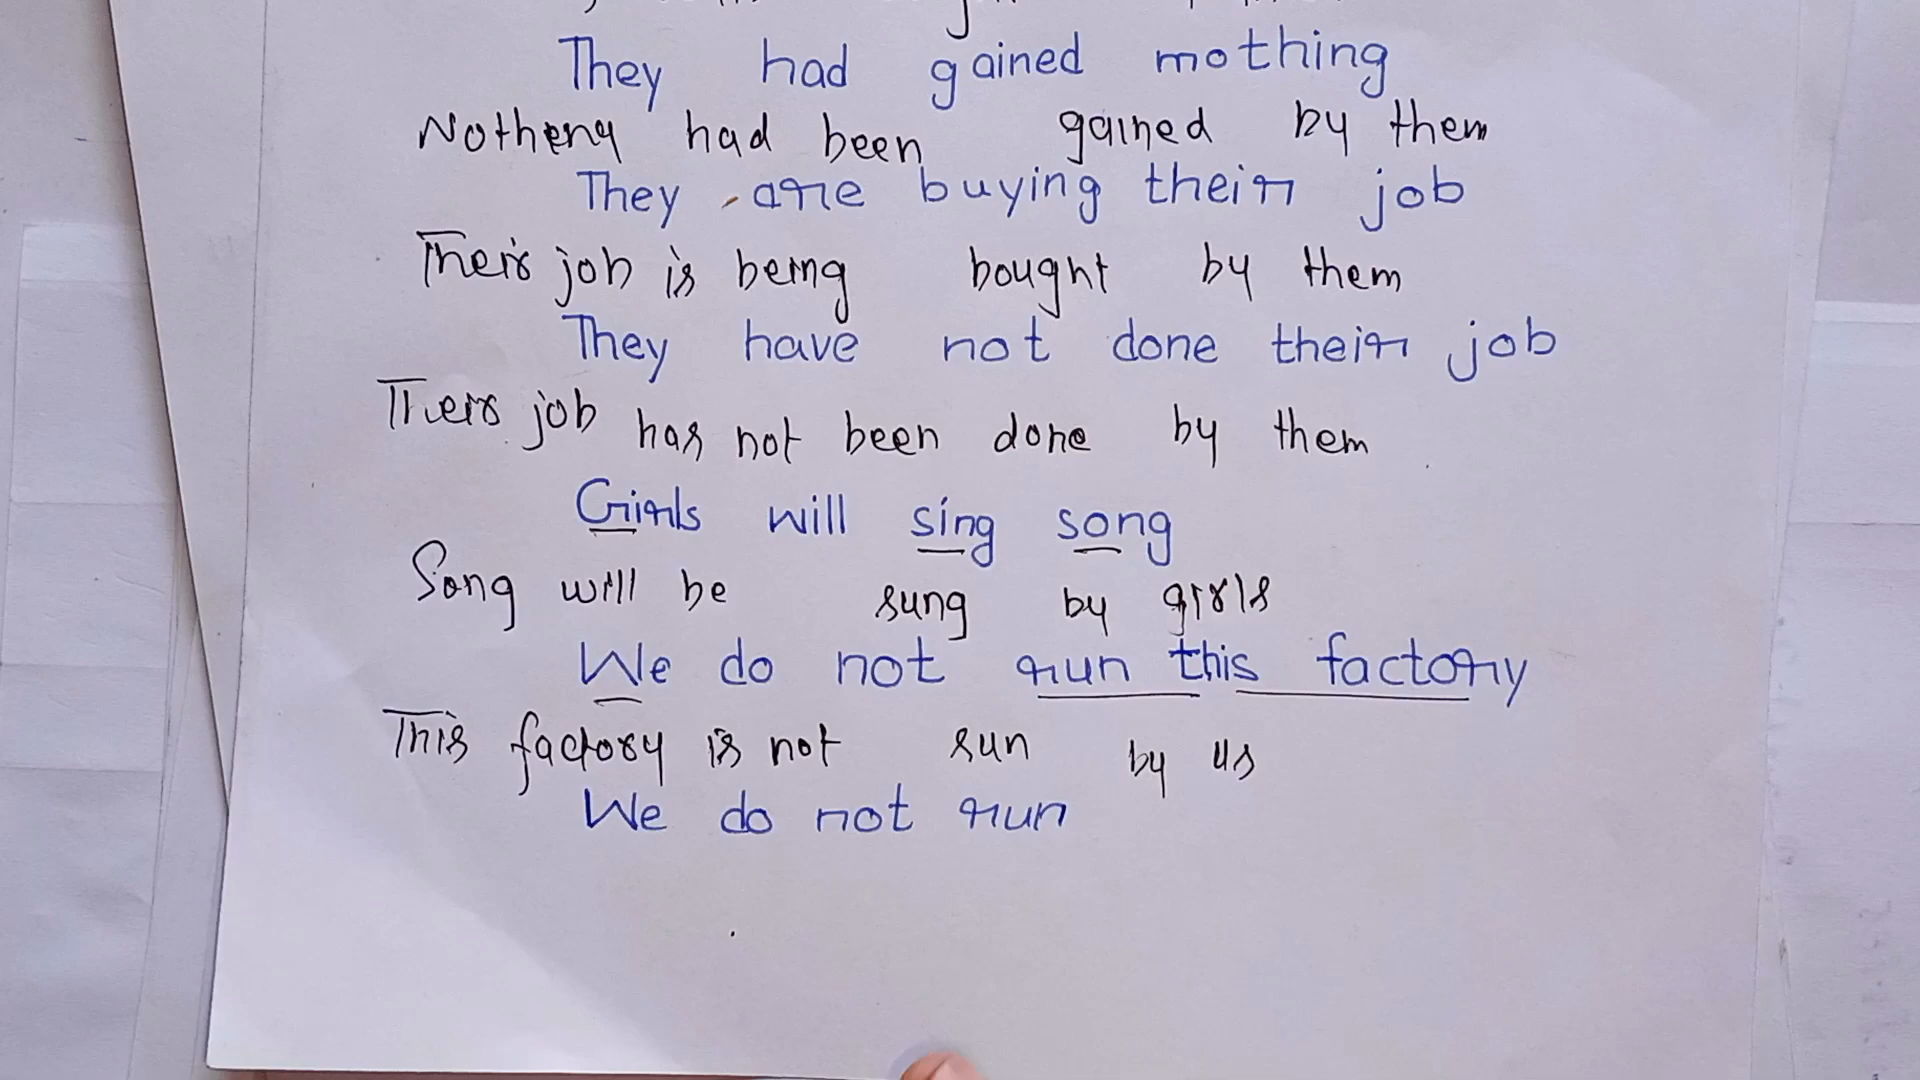 They had gained mothing
Notheng had been gained by them
They are buying their job
Their job is being bought by them
They have not done their job
Their job has not been done by them
Girls will sing song
Song will be sung by girls
We do not run this factory
This factory is not run by us
We do not run